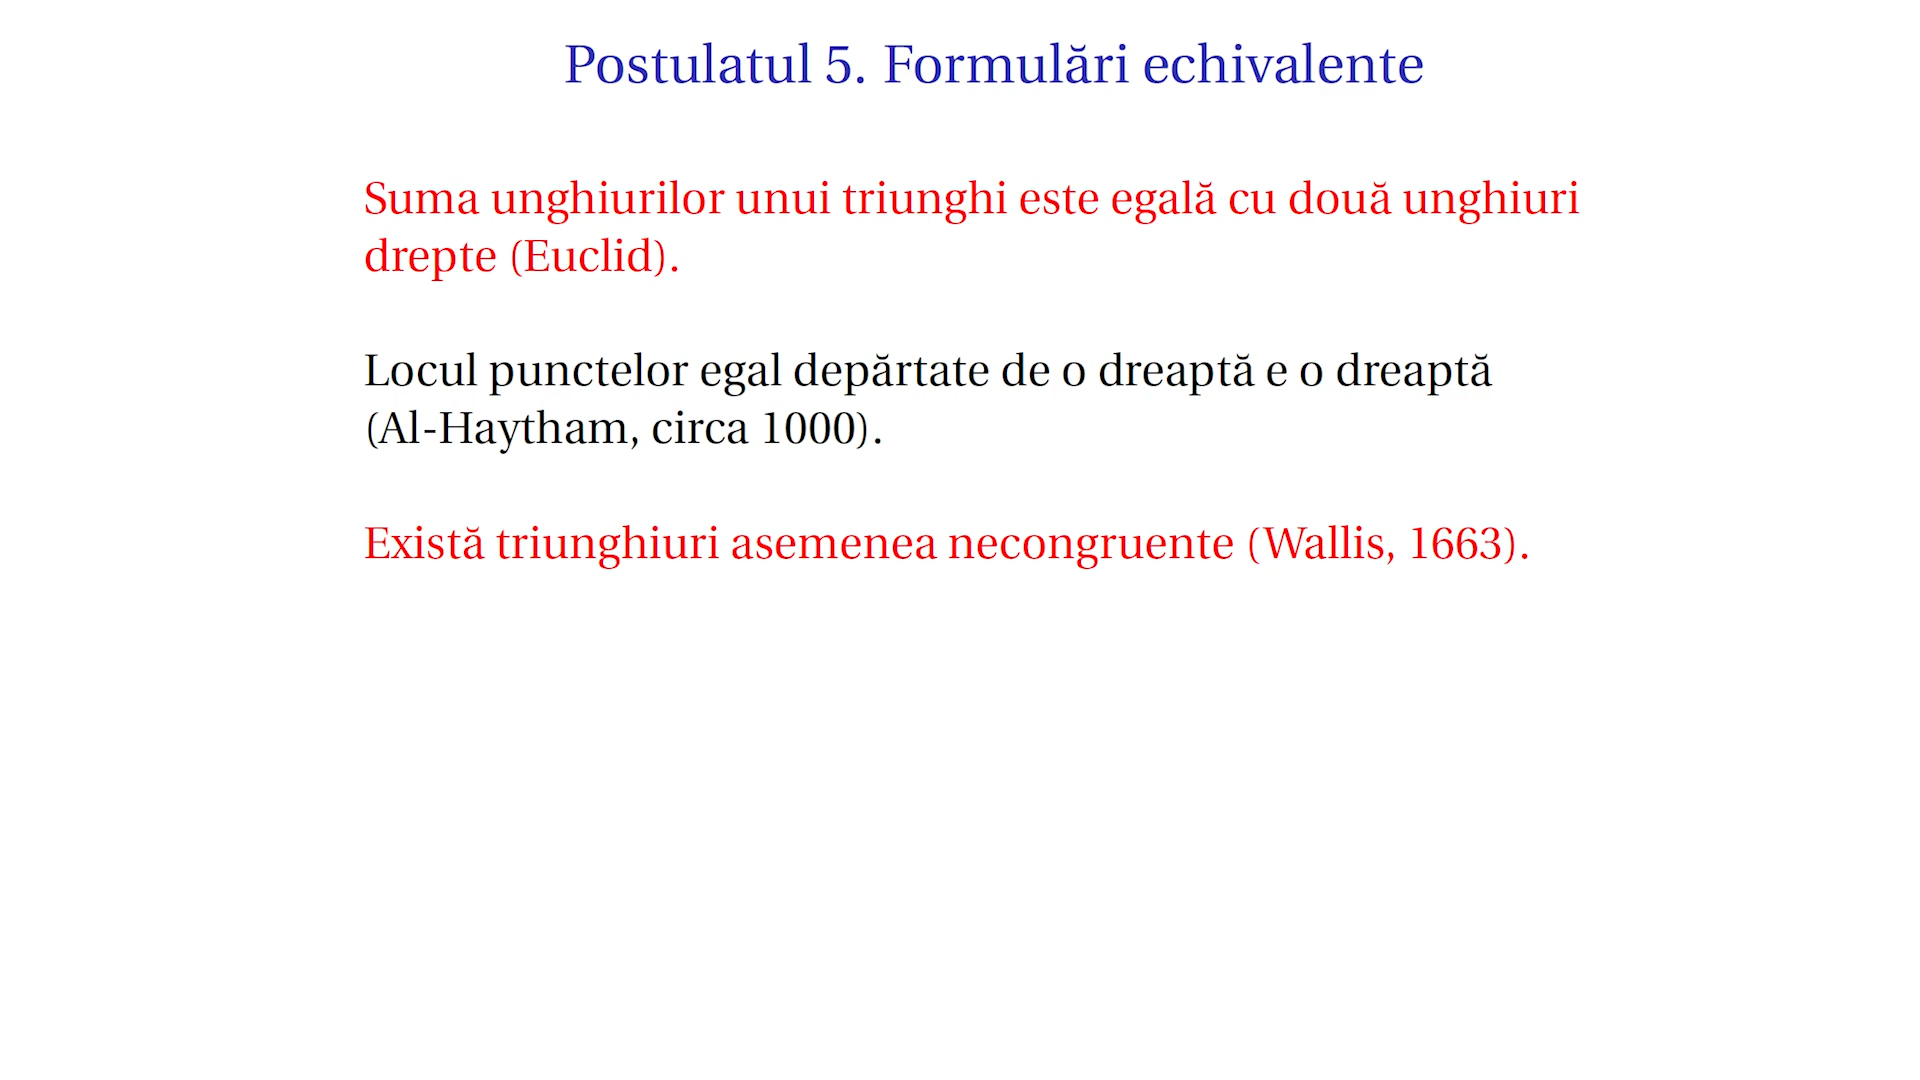 Postulatul 5. Formulări echivalente
Suma unghiurilor unui triunghi este egală cu două unghiuri
drepte (Euclid).
Locul punctelor egal depărtate de o dreaptă e o dreaptă
(Al-Haytham, circa 1000).
Există triunghiuri asemenea necongruente (Wallis, 1663).